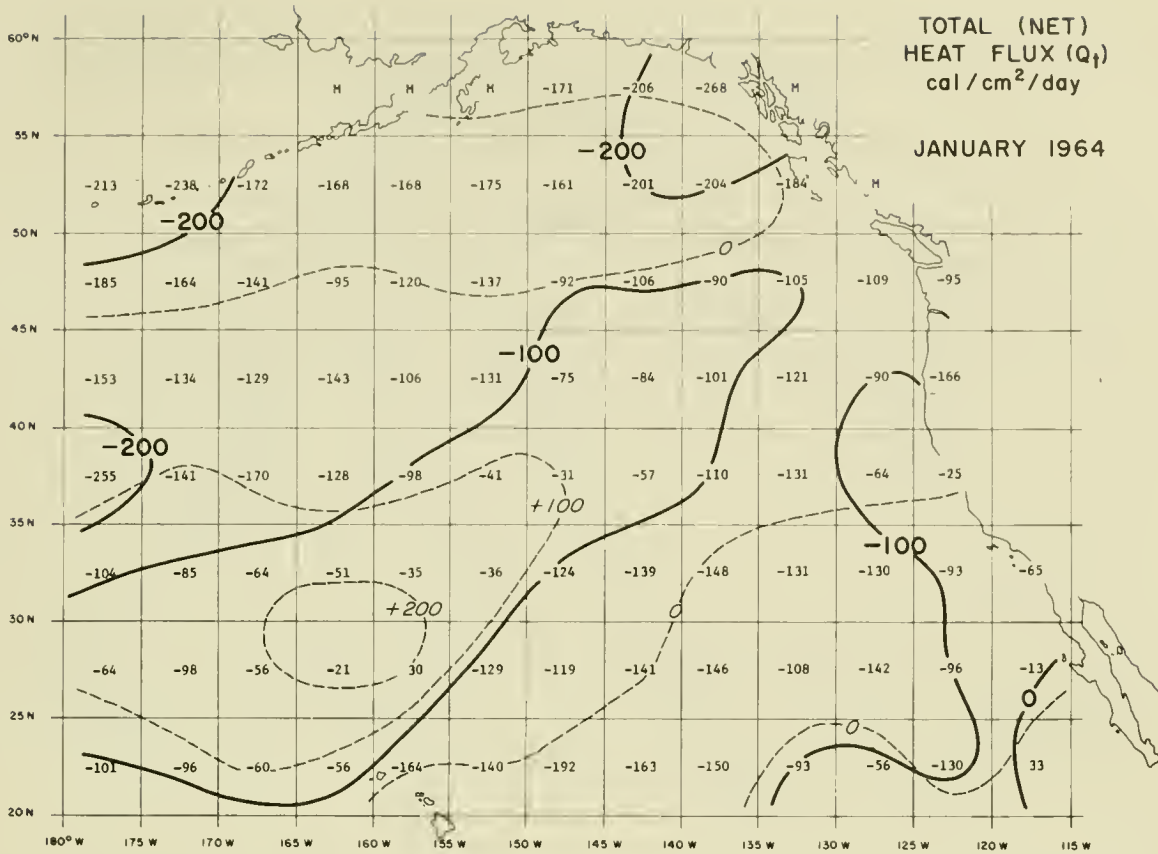 TOTAL (NET)
HEAT FLUX (Qt)
cal/cm²/day
JANUARY 1964
60°N
M M M -171 -206 -268 M
55 N
-200
-213 -238 -172 -168 -168 -175 -161 -201 -204 -184 M
-200
50 N
0
-185 -164 -141 -95 -120 -137 -92 -106 -90 -105 -109 -95
45 N
-100
-153 -134 -129 -143 -106 -131 -75 -84 -101 -121 -90 -166
40 N
-200
-255 -141 -170 -128 -98 -41 -31 -57 -110 -131 -64 -25
+100
35 N
-100
-104 -85 -64 -51 -35 -36 -124 -139 -148 -131 -130 -93 -65
+200 0
30 N
-64 -98 -56 -21 30 -129 -119 -141 -146 -108 -142 -96 -13
0
25 N
0
-101 -96 -60 -56 -164 -140 -192 -163 -150 -93 -56 -130 33
20 N
180° W 175 W 170 W 165 W 160 W 155 W 150 W 145 W 140 W 135 W 130 W 125 W 120 W 115 W